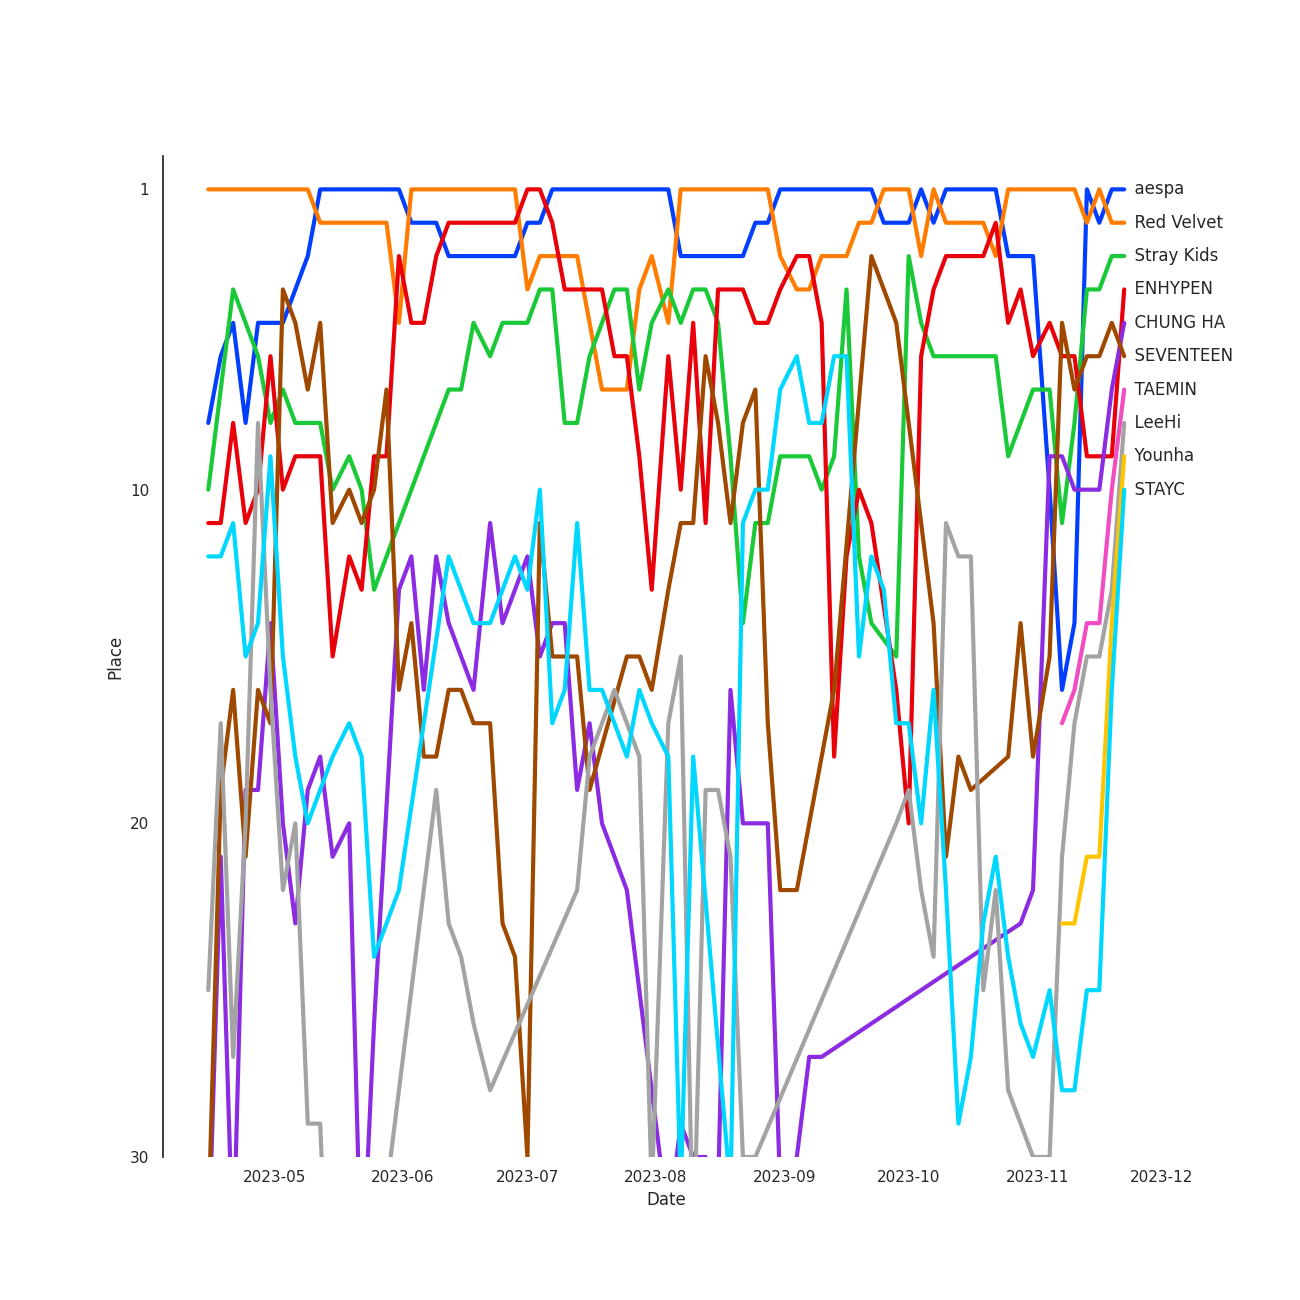 1
10
20
30
Place
2023-05
2023-06
2023-07
2023-08
2023-09
2023-10
2023-11
2023-12
Date
aespa
Red Velvet
Stray Kids
ENHYPEN
CHUNG HA
SEVENTEEN
TAEMIN
LeeHi
Younha
STAYC